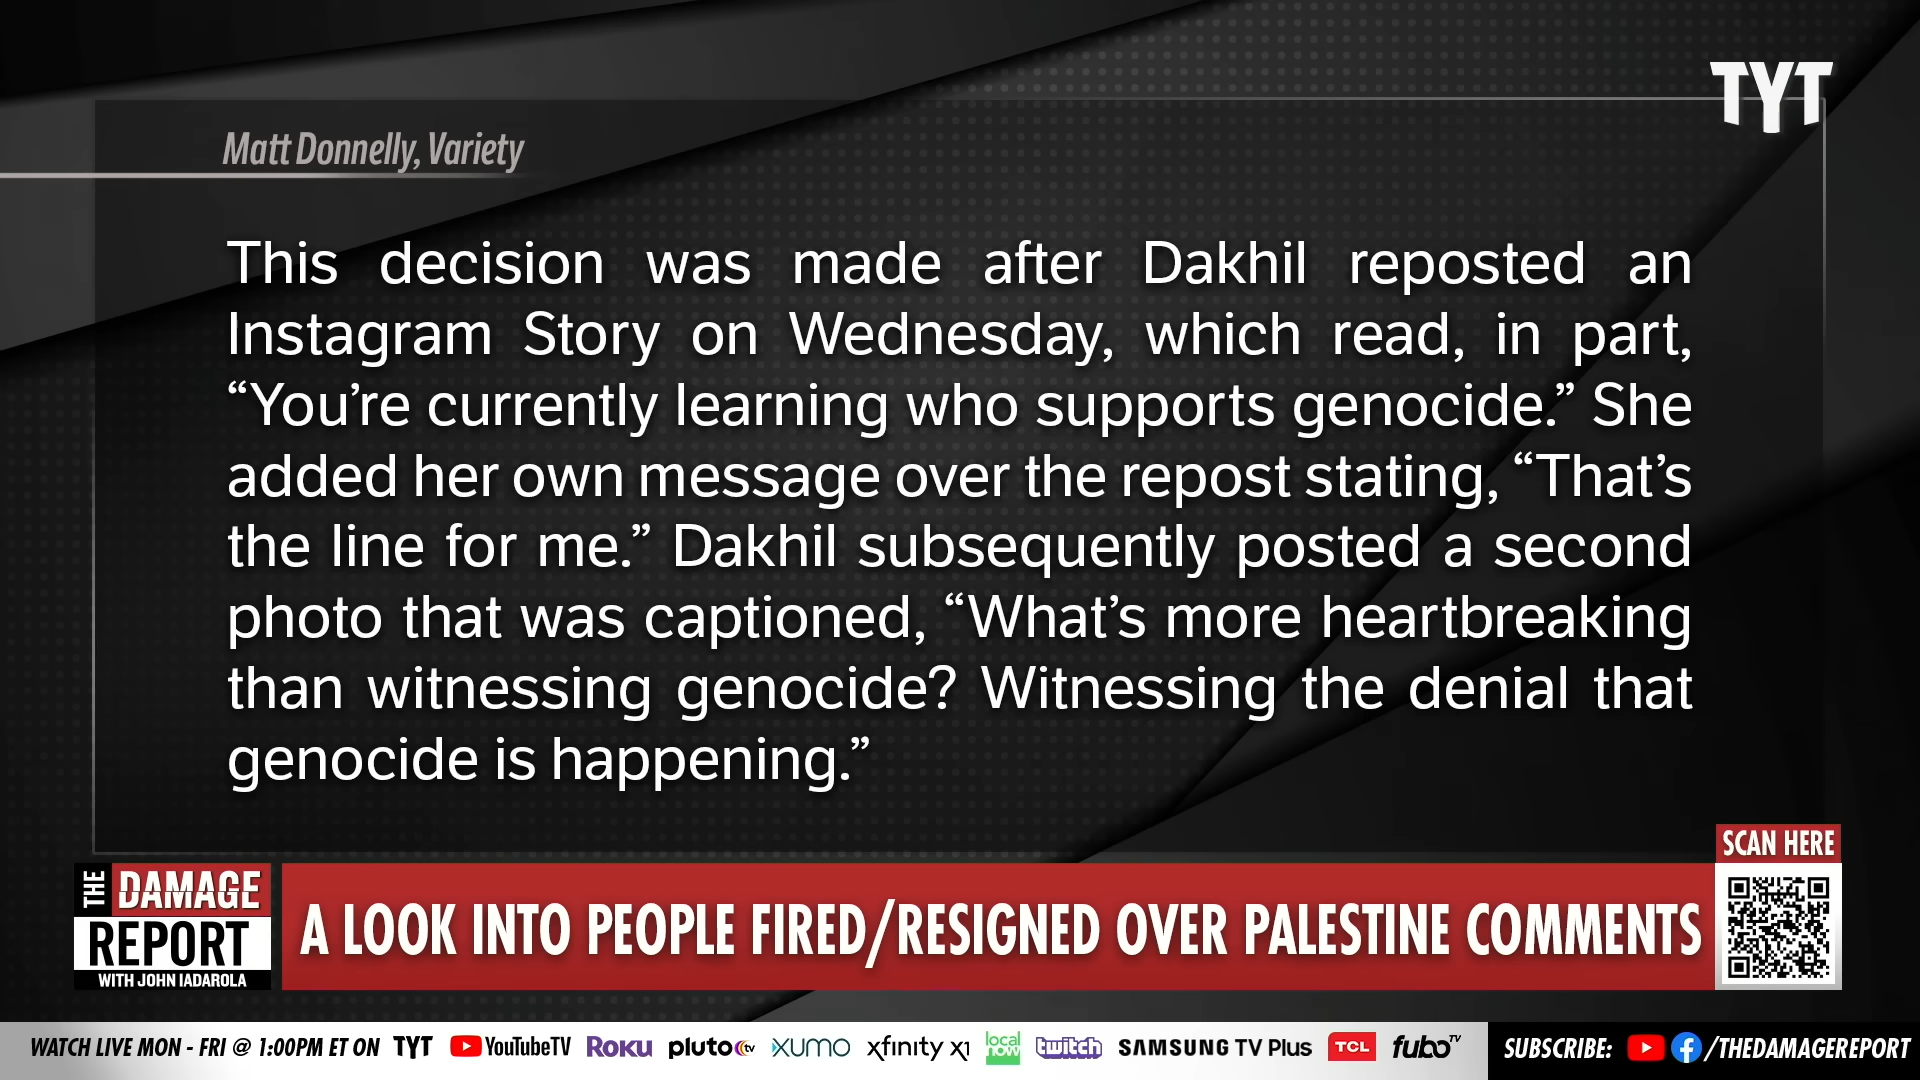 TYT
Matt Donnelly, Variety
This decision was made after Dakhil reposted an
Instagram Story on Wednesday, which read, in part,
“You’re currently learning who supports genocide.” She
added her own message over the repost stating, “That’s
the line for me.” Dakhil subsequently posted a second
photo that was captioned, “What’s more heartbreaking
than witnessing genocide? Witnessing the denial that
genocide is happening.”
SCAN HERE
THE DAMAGE
REPORT
WITH JOHN IADAROLA
A LOOK INTO PEOPLE FIRED/RESIGNED OVER PALESTINE COMMENTS
WATCH LIVE MON - FRI @ 1:00PM ET ON TYT YouTubeTV ROKU pluto tv XUMO xfinity x1 local now twitch SAMSUNG TV Plus TCL fubo TV SUBSCRIBE: /THEDAMAGEREPORT